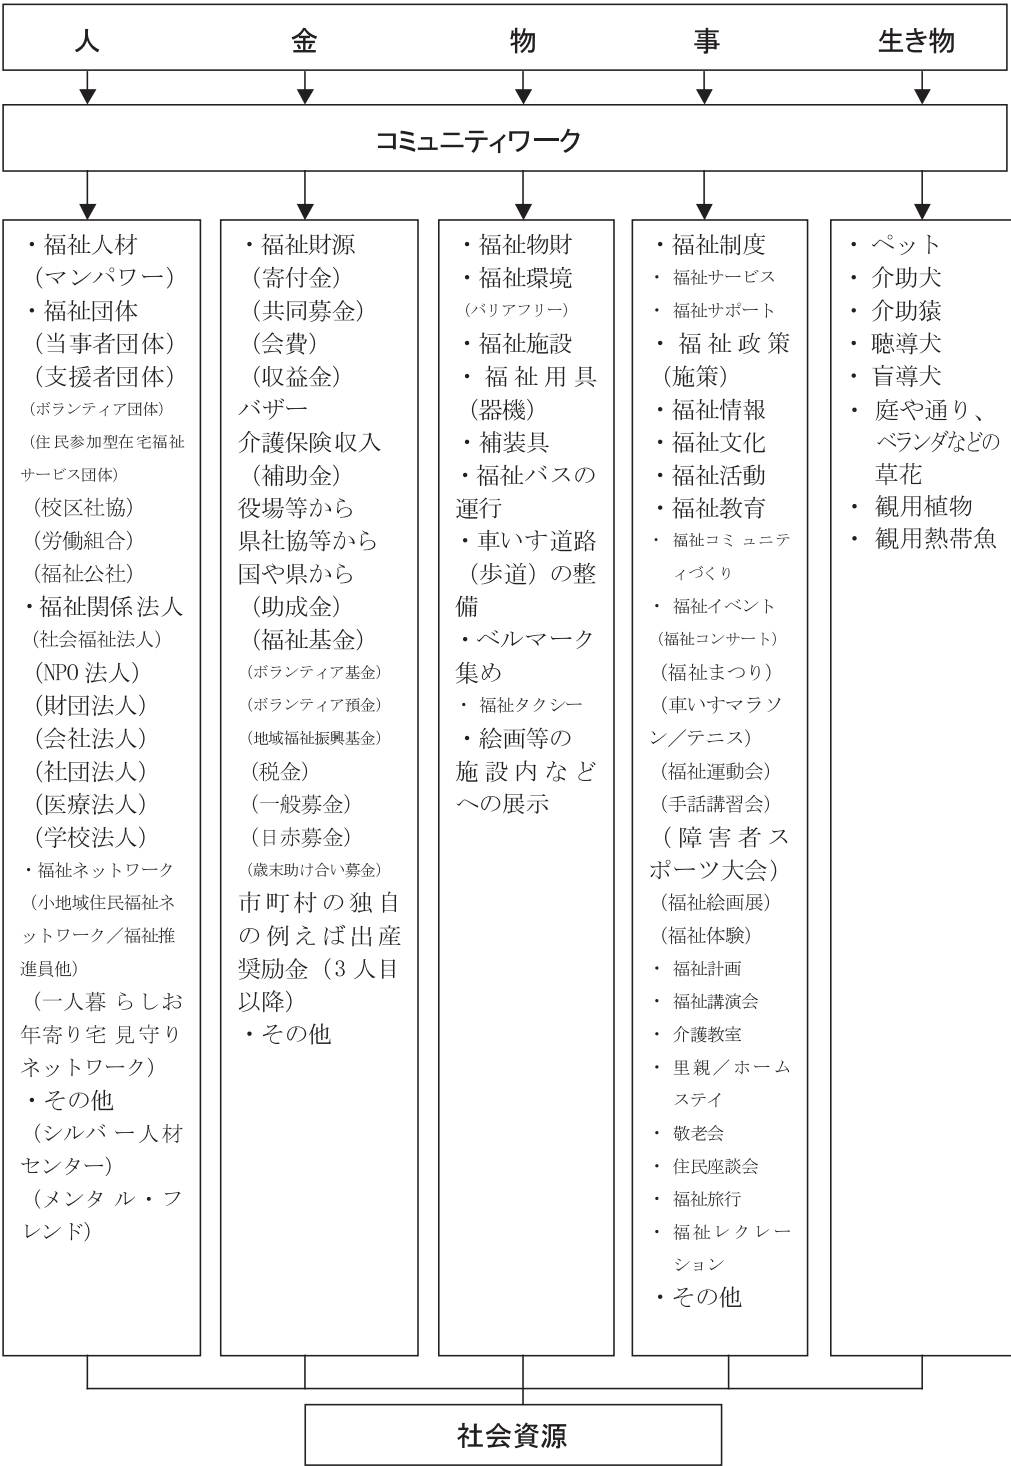 人 金 物 事 生き物
コミュニティワーク
・福祉人材
（マンパワー）
・福祉団体
（当事者団体）
（支援者団体）
（ボランティア団体）
（住民参加型在宅福祉
サービス団体）
（校区社協）
（労働組合）
（福祉公社）
・福祉関係法人
（社会福祉法人）
（NPO法人）
（財団法人）
（会社法人）
（社団法人）
（医療法人）
（学校法人）
・福祉ネットワーク
（小地域住民福祉ネ
ットワーク／福祉推
進員他）
（一人暮らしお
年寄り宅見守り
ネットワーク）
・その他
（シルバー人材
センター）
（メンタル・フ
レンド）
・福祉財源
（寄付金）
（共同募金）
（会費）
（収益金）
バザー
介護保険収入
（補助金）
役場等から
県社協等から
国や県から
（助成金）
（福祉基金）
（ボランティア基金）
（ボランティア預金）
（地域福祉振興基金）
（税金）
（一般募金）
（日赤募金）
（歳末助け合い募金）
市町村の独自
の例えば出産
奨励金（3人目
以降）
・その他
・福祉物財
・福祉環境
（バリアフリー）
・福祉施設
・福祉用具
（器機）
・補装具
・福祉バスの
運行
・車いす道路
（歩道）の整
備
・ベルマーク
集め
・福祉タクシー
・絵画等の
施設内など
への展示
・福祉制度
・福祉サービス
・福祉サポート
・福祉政策
（施策）
・福祉情報
・福祉文化
・福祉活動
・福祉教育
・福祉コミュニテ
ィづくり
・福祉イベント
（福祉コンサート）
（福祉まつり）
（車いすマラソ
ン／テニス）
（福祉運動会）
（手話講習会）
（障害者ス
ポーツ大会）
（福祉絵画展）
（福祉体験）
・福祉計画
・福祉講演会
・介護教室
・里親／ホーム
ステイ
・敬老会
・住民座談会
・福祉旅行
・福祉レクレー
ション
・その他
・ペット
・介助犬
・介助猿
・聴導犬
・盲導犬
・庭や通り、
ベランダなどの
草花
・観用植物
・観用熱帯魚
社会資源